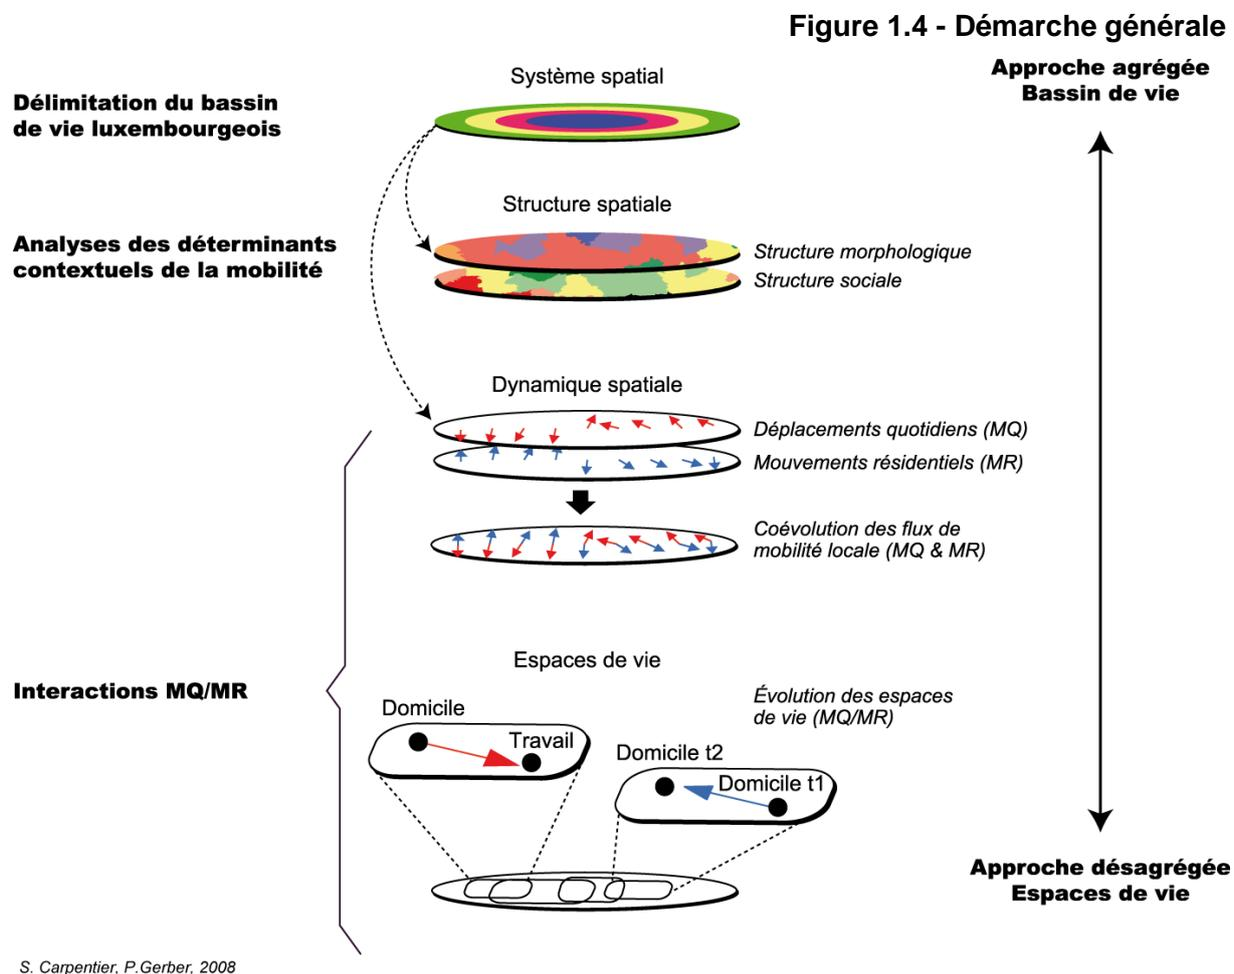 Figure 1.4 - Démarche générale
Approche agrégée
Bassin de vie
Système spatial
Délimitation du bassin
de vie luxembourgeois
Structure spatiale
Analyses des déterminants
contextuels de la mobilité
Structure morphologique
Structure sociale
Dynamique spatiale
Déplacements quotidiens (MQ)
Mouvements résidentiels (MR)
Coévolution des flux de
mobilité locale (MQ & MR)
Espaces de vie
Interactions MQ/MR
Évolution des espaces
de vie (MQ/MR)
Domicile
Travail
Domicile t2
Domicile t1
Approche désagrégée
Espaces de vie
S. Carpentier, P.Gerber, 2008